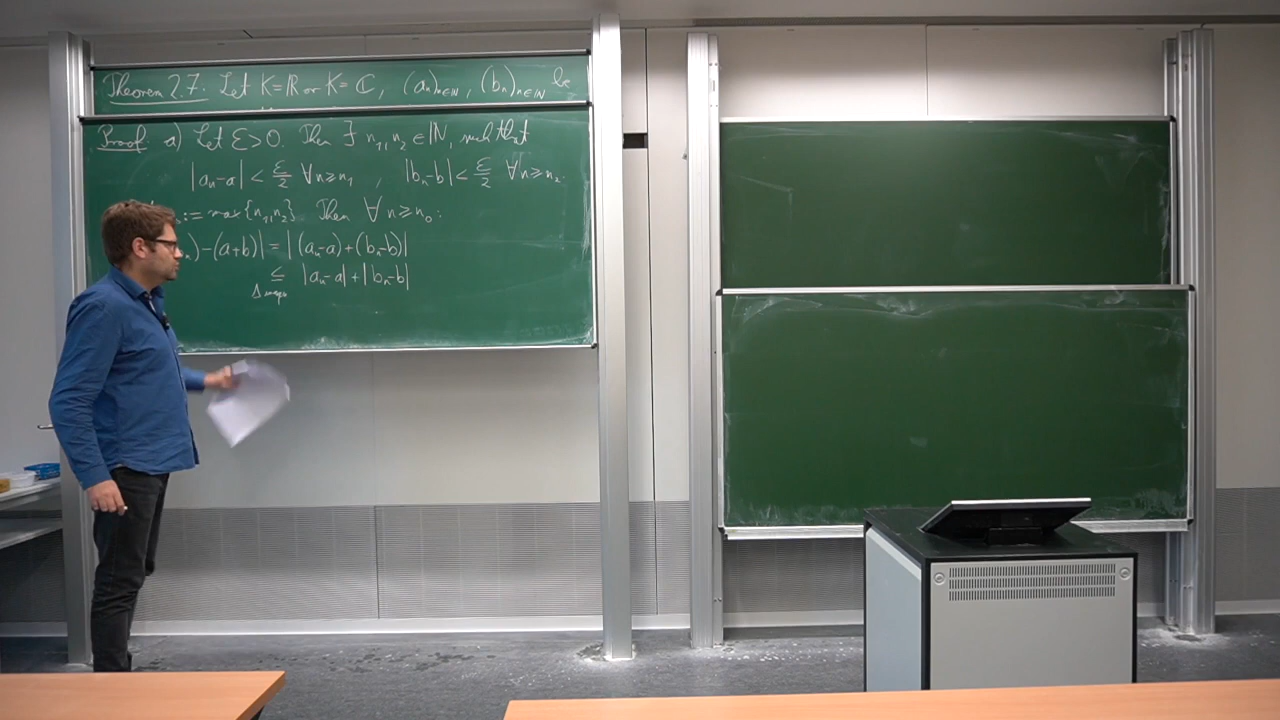 Theorem 2.7. Let K=ℝ or K=ℂ, (aₙ)ₙ∈ℕ, (bₙ)ₙ∈ℕ be
Proof: a) Let ε>0. Then ∃ n₁,n₂ ∈ ℕ, such that
|aₙ-a| < ε/2 ∀n≥n₁ , |bₙ-b| < ε/2 ∀n≥n₂.
:= max{n₁,n₂}. Then ∀n≥n₀:
)-(a+b)| = |(aₙ-a)+(bₙ-b)|
≤ |aₙ-a|+|bₙ-b|